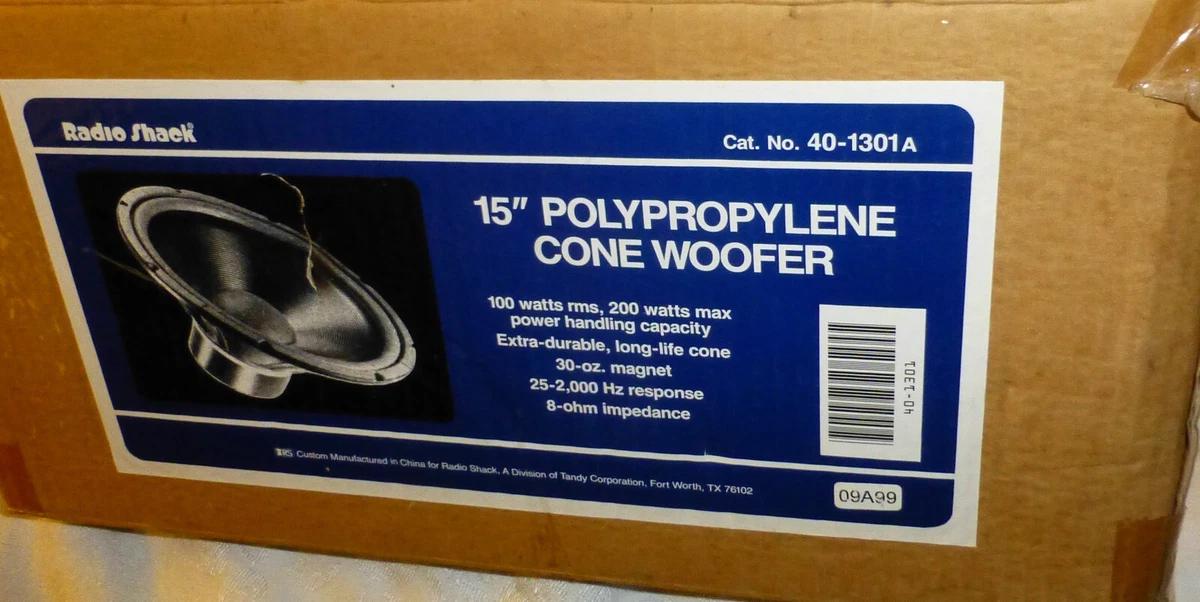 Radio Shack®
Cat. No. 40-1301A
15" POLYPROPYLENE
CONE WOOFER
100 watts rms, 200 watts max
power handling capacity
Extra-durable, long-life cone
30-oz. magnet
25-2,000 Hz response
8-ohm impedance
40-1301
RS Custom Manufactured in China for Radio Shack, A Division of Tandy Corporation, Fort Worth, TX 76102
09A99